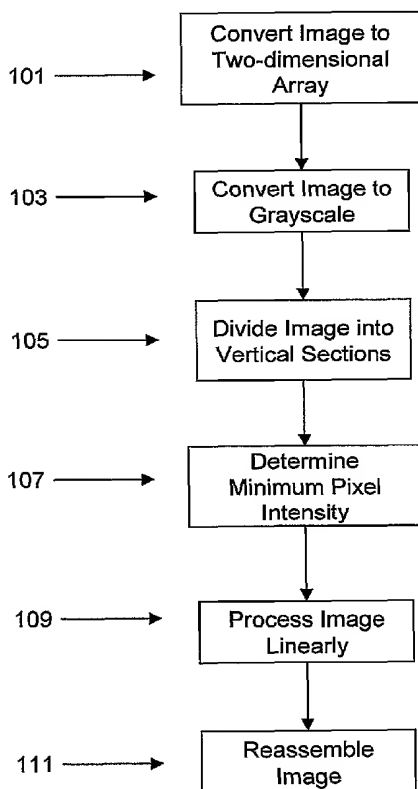 101
Convert Image to
Two-dimensional
Array
103
Convert Image to
Grayscale
105
Divide Image into
Vertical Sections
107
Determine
Minimum Pixel
Intensity
109
Process Image
Linearly
111
Reassemble
Image